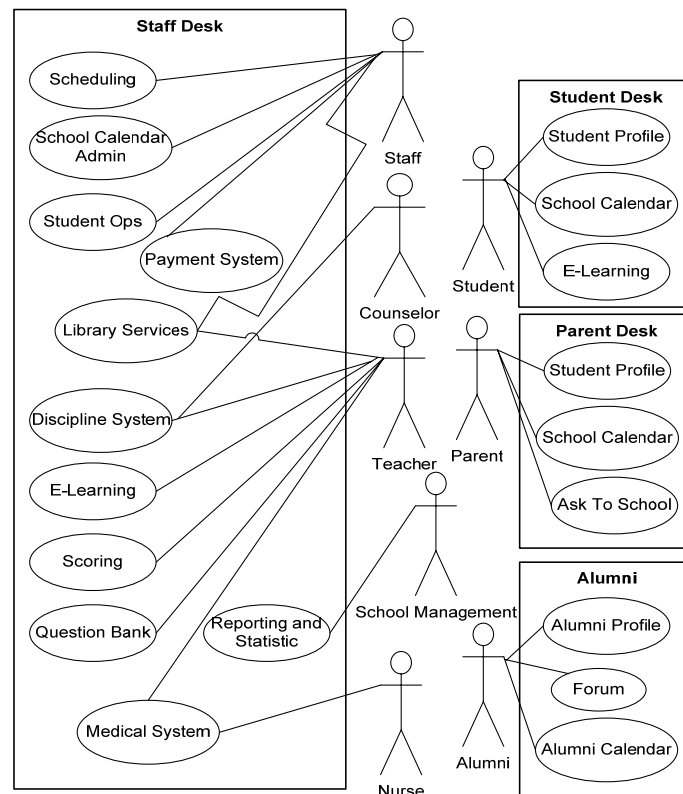 Staff Desk
Scheduling
School Calendar
Admin
Student Ops
Payment System
Library Services
Discipline System
E-Learning
Scoring
Question Bank
Reporting and
Statistic
Medical System
Staff
Counselor
Teacher
School Management
Nurse
Student
Parent
Alumni
Student Desk
Student Profile
School Calendar
E-Learning
Parent Desk
Student Profile
School Calendar
Ask To School
Alumni
Alumni Profile
Forum
Alumni Calendar